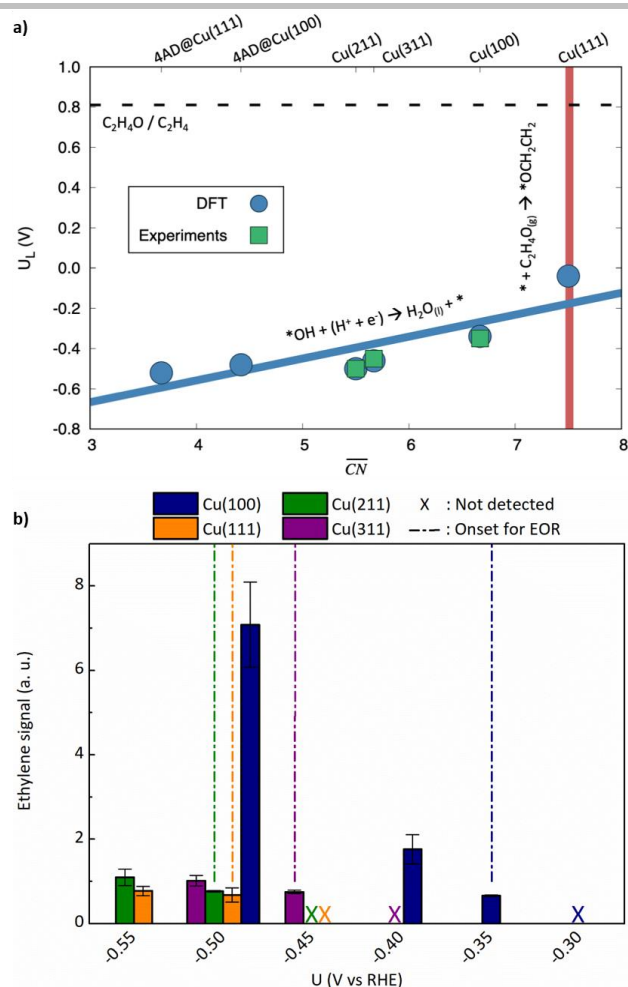 a)
4AD@Cu(111)
4AD@Cu(100)
Cu(211)
Cu(311)
Cu(100)
Cu(111)
1.0
0.8
0.6
0.4
0.2
0.0
-0.2
-0.4
-0.6
-0.8
U_L (V)
C₂H₄O / C₂H₄
DFT
Experiments
* + C₂H₄O₍g₎ → *OCH₂CH₂
*OH + (H⁺ + e⁻) → H₂O₍l₎ + *
3 4 5 6 7 8
C̅N̅
b)
Cu(100) Cu(211) X : Not detected
Cu(111) Cu(311) : Onset for EOR
8
6
4
2
0
Ethylene signal (a. u.)
X X X X X
-0.55 -0.50 -0.45 -0.40 -0.35 -0.30
U (V vs RHE)